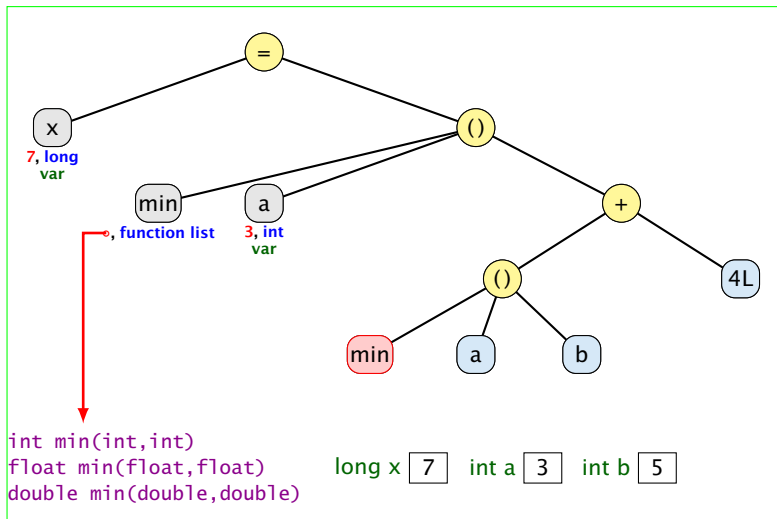 =
x
()
7, long
var
min
a
+
, function list
3, int
var
()
4L
min
a
b
int min(int,int)
float min(float,float)
double min(double,double)
long x 7 int a 3 int b 5